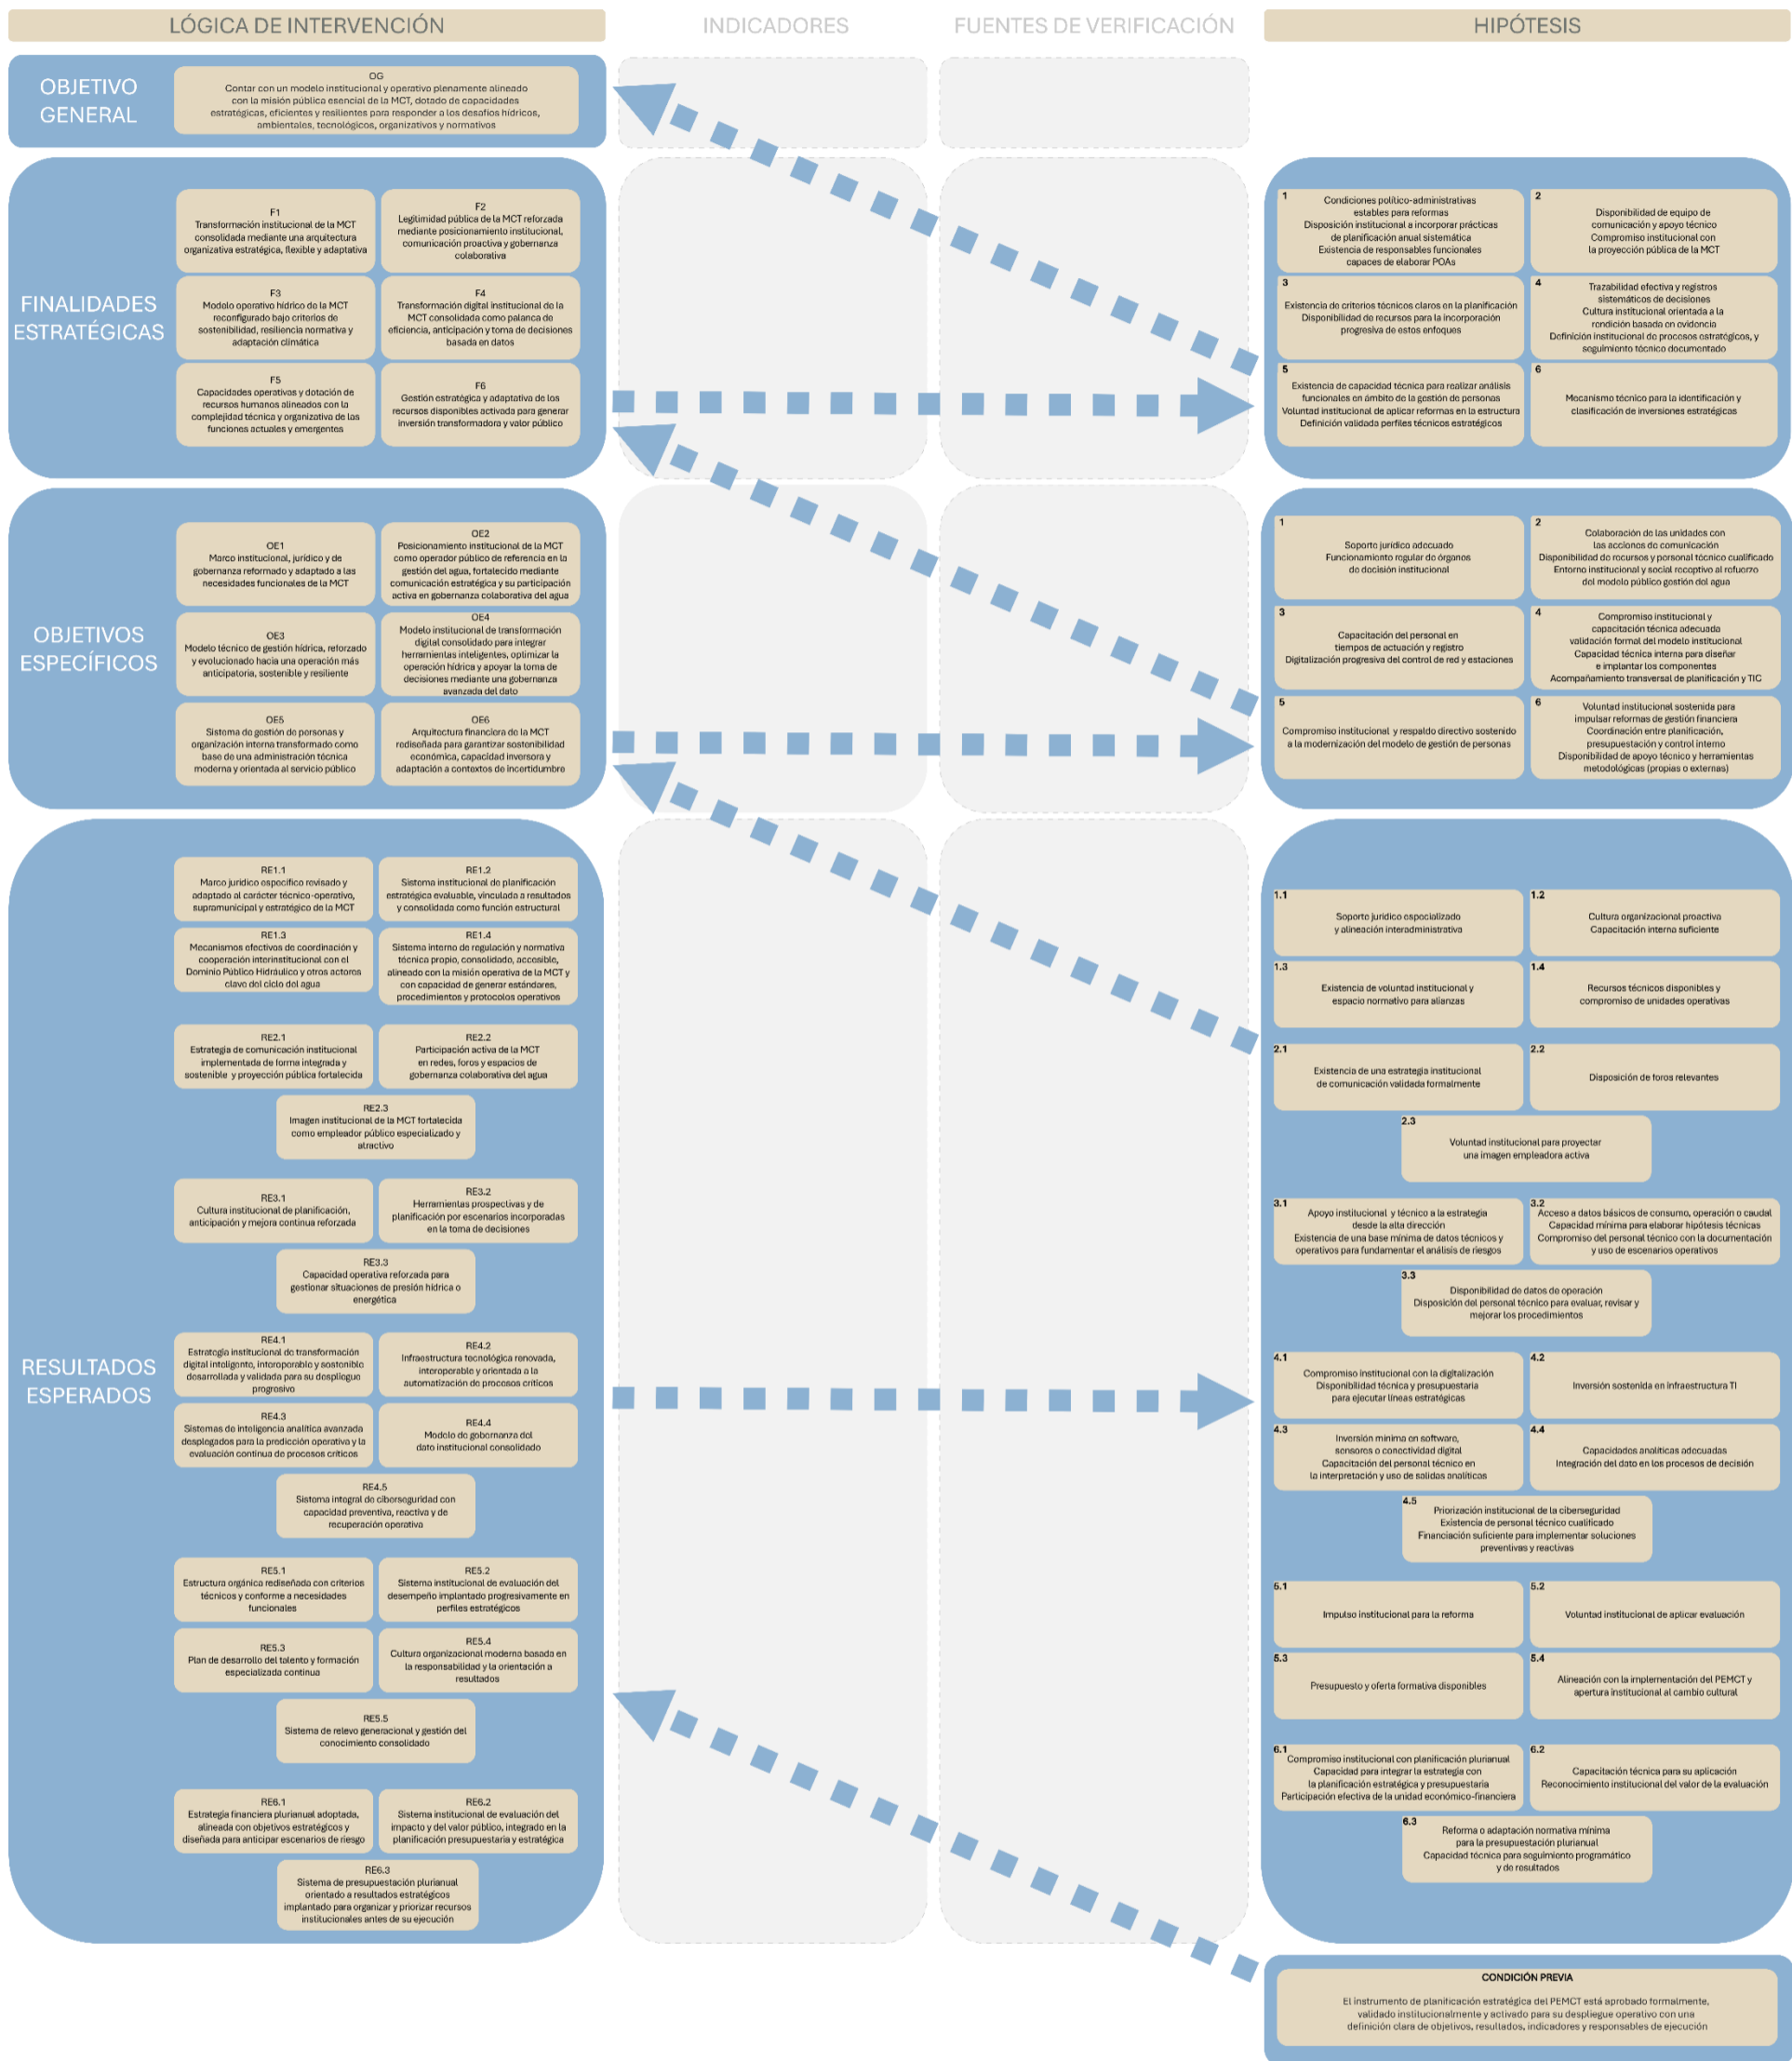 LÓGICA DE INTERVENCIÓN
INDICADORES
FUENTES DE VERIFICACIÓN
HIPÓTESIS
OBJETIVO
GENERAL
OG
Contar con un modelo institucional y operativo plenamente alineado
con la misión pública esencial de la MCT, dotado de capacidades
estratégicas, eficientes y resilientes para responder a los desafíos hídricos,
ambientales, tecnológicos, organizativos y normativos
FINALIDADES
ESTRATÉGICAS
F1
Transformación institucional de la MCT
consolidada mediante una arquitectura
organizativa estratégica, flexible y adaptativa
F2
Legitimidad pública de la MCT reforzada
mediante posicionamiento institucional,
comunicación proactiva y gobernanza
colaborativa
F3
Modelo operativo hídrico de la MCT
reconfigurado bajo criterios de
sostenibilidad, resiliencia normativa y
adaptación climática
F4
Transformación digital institucional de la
MCT consolidada como palanca de
eficiencia, anticipación y toma de decisiones
basada en datos
F5
Capacidades operativas y dotación de
recursos humanos alineados con la
complejidad técnica y organizativa de las
funciones actuales y emergentes
F6
Gestión estratégica y adaptativa de los
recursos disponibles activada para generar
inversión transformadora y valor público
1
Condiciones político-administrativas
estables para reformas
Disposición institucional a incorporar prácticas
de planificación anual sistemática
Existencia de responsables funcionales
capaces de elaborar POAs
2
Disponibilidad de equipo de
comunicación y apoyo técnico
Compromiso institucional con
la proyección pública de la MCT
3
Existencia de criterios técnicos claros en la planificación
Disponibilidad de recursos para la incorporación
progresiva de estos enfoques
4
Trazabilidad efectiva y registros
sistemáticos de decisiones
Cultura institucional orientada a la
rendición basada en evidencia
Definición institucional de procesos estratégicos, y
seguimiento técnico documentado
5
Existencia de capacidad técnica para realizar análisis
funcionales en ámbito de la gestión de personas
Voluntad institucional de aplicar reformas en la estructura
Definición validada perfiles técnicos estratégicos
6
Mecanismo técnico para la identificación y
clasificación de inversiones estratégicas
OBJETIVOS
ESPECÍFICOS
OE1
Marco institucional, jurídico y de
gobernanza reformado y adaptado a las
necesidades funcionales de la MCT
OE2
Posicionamiento institucional de la MCT
como operador público de referencia en la
gestión del agua, fortalecido mediante
comunicación estratégica y su participación
activa en gobernanza colaborativa del agua
OE3
Modelo técnico de gestión hídrica, reforzado
y evolucionado hacia una operación más
anticipatoria, sostenible y resiliente
OE4
Modelo institucional de transformación
digital consolidado para integrar
herramientas inteligentes, optimizar la
operación hídrica y apoyar la toma de
decisiones mediante una gobernanza
avanzada del dato
OE5
Sistema de gestión de personas y
organización interna transformado como
base de una administración técnica
moderna y orientada al servicio público
OE6
Arquitectura financiera de la MCT
rediseñada para garantizar sostenibilidad
económica, capacidad inversora y
adaptación a contextos de incertidumbre
1
Soporte jurídico adecuado
Funcionamiento regular de órganos
de decisión institucional
2
Colaboración de las unidades con
las acciones de comunicación
Disponibilidad de recursos y personal técnico cualificado
Entorno institucional y social receptivo al refuerzo
del modelo público gestión del agua
3
Capacitación del personal en
tiempos de actuación y registro
Digitalización progresiva del control de red y estaciones
4
Compromiso institucional y
capacitación técnica adecuada
validación formal del modelo institucional
Capacidad técnica interna para diseñar
e implantar los componentes
Acompañamiento transversal de planificación y TIC
5
Compromiso institucional y respaldo directivo sostenido
a la modernización del modelo de gestión de personas
6
Voluntad institucional sostenida para
impulsar reformas de gestión financiera
Coordinación entre planificación,
presupuestación y control interno
Disponibilidad de apoyo técnico y herramientas
metodológicas (propias o externas)
RESULTADOS
ESPERADOS
RE1.1
Marco jurídico específico revisado y
adaptado al carácter técnico-operativo,
supramunicipal y estratégico de la MCT
RE1.2
Sistema institucional de planificación
estratégica evaluable, vinculada a resultados
y consolidada como función estructural
RE1.3
Mecanismos efectivos de coordinación y
cooperación interinstitucional con el
Dominio Público Hidráulico y otros actores
clave del ciclo del agua
RE1.4
Sistema interno de regulación y normativa
técnica propio, consolidado, accesible,
alineado con la misión operativa de la MCT y
con capacidad de generar estándares,
procedimientos y protocolos operativos
RE2.1
Estrategia de comunicación institucional
implementada de forma integrada y
sostenible y proyección pública fortalecida
RE2.2
Participación activa de la MCT
en redes, foros y espacios de
gobernanza colaborativa del agua
RE2.3
Imagen institucional de la MCT fortalecida
como empleador público especializado y
atractivo
RE3.1
Cultura institucional de planificación,
anticipación y mejora continua reforzada
RE3.2
Herramientas prospectivas y de
planificación por escenarios incorporadas
en la toma de decisiones
RE3.3
Capacidad operativa reforzada para
gestionar situaciones de presión hídrica o
energética
RE4.1
Estrategia institucional de transformación
digital inteligente, interoperable y sostenible
desarrollada y validada para su despliegue
progresivo
RE4.2
Infraestructura tecnológica renovada,
interoperable y orientada a la
automatización de procesos críticos
RE4.3
Sistemas de inteligencia analítica avanzada
desplegados para la predicción operativa y la
evaluación continua de procesos críticos
RE4.4
Modelo de gobernanza del
dato institucional consolidado
RE4.5
Sistema integral de ciberseguridad con
capacidad preventiva, reactiva y de
recuperación operativa
RE5.1
Estructura orgánica rediseñada con criterios
técnicos y conforme a necesidades
funcionales
RE5.2
Sistema institucional de evaluación del
desempeño implantado progresivamente en
perfiles estratégicos
RE5.3
Plan de desarrollo del talento y formación
especializada continua
RE5.4
Cultura organizacional moderna basada en
la responsabilidad y la orientación a
resultados
RE5.5
Sistema de relevo generacional y gestión del
conocimiento consolidado
RE6.1
Estrategia financiera plurianual adoptada,
alineada con objetivos estratégicos y
diseñada para anticipar escenarios de riesgo
RE6.2
Sistema institucional de evaluación del
impacto y del valor público, integrado en la
planificación presupuestaria y estratégica
RE6.3
Sistema de presupuestación plurianual
orientado a resultados estratégicos
implantado para organizar y priorizar recursos
institucionales antes de su ejecución
1.1
Soporte jurídico especializado
y alineación interadministrativa
1.2
Cultura organizacional proactiva
Capacitación interna suficiente
1.3
Existencia de voluntad institucional y
espacio normativo para alianzas
1.4
Recursos técnicos disponibles y
compromiso de unidades operativas
2.1
Existencia de una estrategia institucional
de comunicación validada formalmente
2.2
Disposición de foros relevantes
2.3
Voluntad institucional para proyectar
una imagen empleadora activa
3.1
Apoyo institucional y técnico a la estrategia
desde la alta dirección
Existencia de una base mínima de datos técnicos y
operativos para fundamentar el análisis de riesgos
3.2
Acceso a datos básicos de consumo, operación o caudal
Capacidad mínima para elaborar hipótesis técnicas
Compromiso del personal técnico con la documentación
y uso de escenarios operativos
3.3
Disponibilidad de datos de operación
Disposición del personal técnico para evaluar, revisar y
mejorar los procedimientos
4.1
Compromiso institucional con la digitalización
Disponibilidad técnica y presupuestaria
para ejecutar líneas estratégicas
4.2
Inversión sostenida en infraestructura TI
4.3
Inversión mínima en software,
sensores o conectividad digital
Capacitación del personal técnico en
la interpretación y uso de salidas analíticas
4.4
Capacidades analíticas adecuadas
Integración del dato en los procesos de decisión
4.5
Priorización institucional de la ciberseguridad
Existencia de personal técnico cualificado
Financiación suficiente para implementar soluciones
preventivas y reactivas
5.1
Impulso institucional para la reforma
5.2
Voluntad institucional de aplicar evaluación
5.3
Presupuesto y oferta formativa disponibles
5.4
Alineación con la implementación del PEMCT y
apertura institucional al cambio cultural
6.1
Compromiso institucional con planificación plurianual
Capacidad para integrar la estrategia con
la planificación estratégica y presupuestaria
Participación efectiva de la unidad económico-financiera
6.2
Capacitación técnica para su aplicación
Reconocimiento institucional del valor de la evaluación
6.3
Reforma o adaptación normativa mínima
para la presupuestación plurianual
Capacidad técnica para seguimiento programático
y de resultados
CONDICIÓN PREVIA
El instrumento de planificación estratégica del PEMCT está aprobado formalmente,
validado institucionalmente y activado para su despliegue operativo con una
definición clara de objetivos, resultados, indicadores y responsables de ejecución